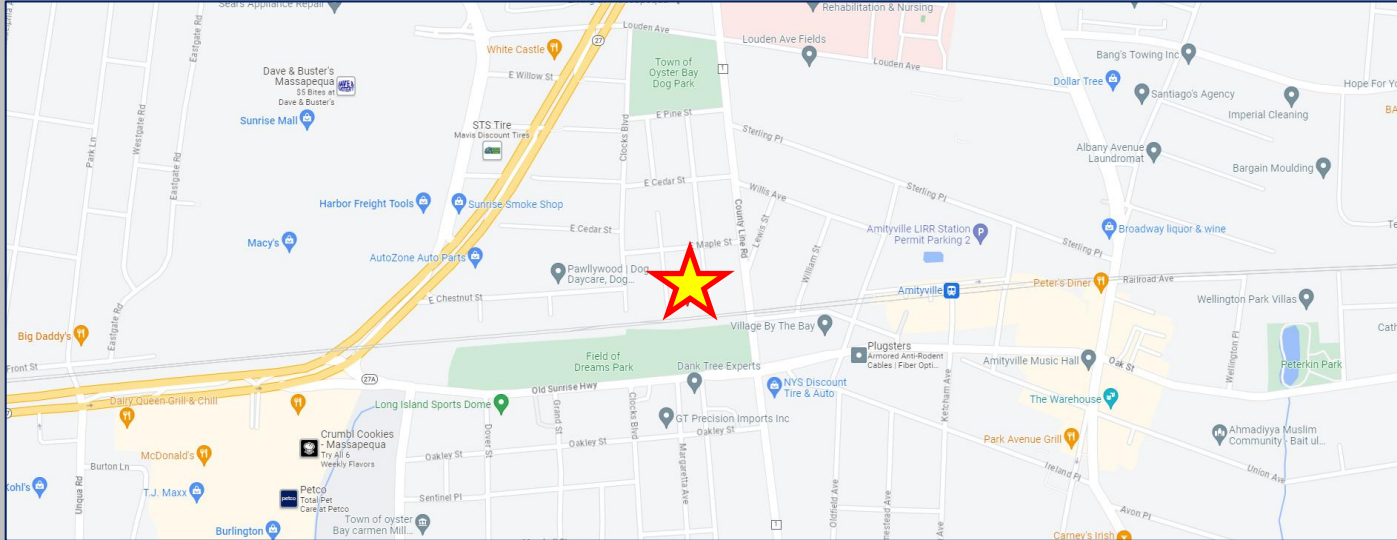 Sears Appliance Repair
Rehabilitation & Nursing
Louden Ave
27
White Castle
Louden Ave Fields
Louden Ave
Bang's Towing Inc
Eastgate Rd
Town of
Oyster Bay
Dog Park
1
Dave & Buster's
Massapequa
$5 Bites at
Dave & Buster's
E Willow St
Dollar Tree
Santiago's Agency
Hope For Yo
Imperial Cleaning
BA
Sunrise Mall
STS Tire
Mavis Discount Tires
E Pine St
Clocks Blvd
Sterling Pl
Westgate Rd
Park Ln
Eastgate Rd
Albany Avenue
Laundromat
Bargain Moulding
E Cedar St
Willis Ave
Sterling Pl
Harbor Freight Tools
Sunrise Smoke Shop
County Line Rd
Lewis St
E Cedar St
Amityville LIRR Station
Permit Parking 2
Broadway liquor & wine
Te
Macy's
Maple St
William St
Sterling Pl
AutoZone Auto Parts
Pawllywood | Dog
Daycare, Dog...
E Chestnut St
Amityville
Peter's Diner
Railroad Ave
Wellington Park Villas
Big Daddy's
Eastgate Rd
Village By The Bay
Cath
Front St
Field of
Dreams Park
Plugsters
Armored Anti-Rodent
Cables | Fiber Opti...
Amityville Music Hall
Oak St
Wellington Pl
Peterkin Park
Dank Tree Experts
27A
Old Sunrise Hwy
NYS Discount
Tire & Auto
Ketcham Ave
The Warehouse
Dairy Queen Grill & Chill
Long Island Sports Dome
Grand St
Clocks Blvd
GT Precision Imports Inc
Oakley St
Crumbl Cookies
- Massapequa
Try All 6
Weekly Flavors
Dover St
Oakley St
Oakley St
Margaretta Ave
Park Avenue Grill
Ahmadiyya Muslim
Community - Bait ul...
McDonald's
Burton Ln
Ireland Pl
Union Ave
Kohl's
Unqua Rd
T.J. Maxx
Petco
Total Pet
Care at Petco
Sentinel Pl
Oldfield Ave
mestead Ave
Avon Pl
Burlington
Town of oyster
Bay carmen Mill...
1
Carney's Irish